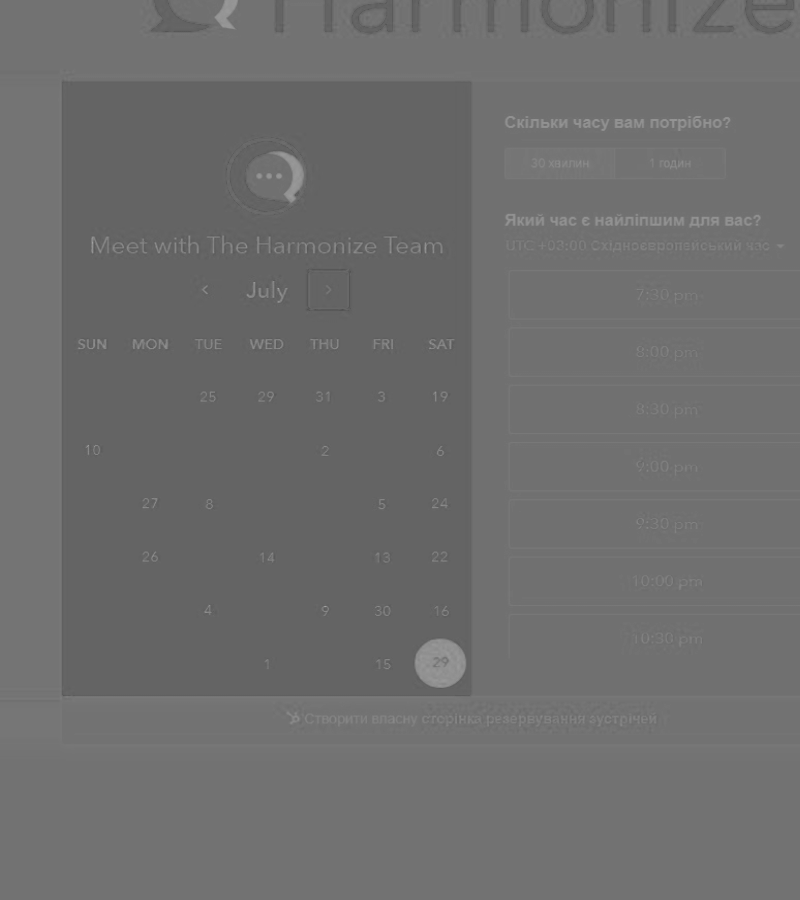 Harmonize
Meet with The Harmonize Team
July
SUN MON TUE WED THU FRI SAT
25 29 31 3 19
10 2 6
27 8 5 24
26 14 13 22
4 9 30 16
1 15 29
Скільки часу вам потрібно?
30 хвилин 1 годин
Який час є найліпшим для вас?
UTC +02:00 Східноєвропейський час
7:30 pm
8:00 pm
8:30 pm
9:00 pm
9:30 pm
10:00 pm
10:30 pm
Створити власну сторінка резервування зустрічей